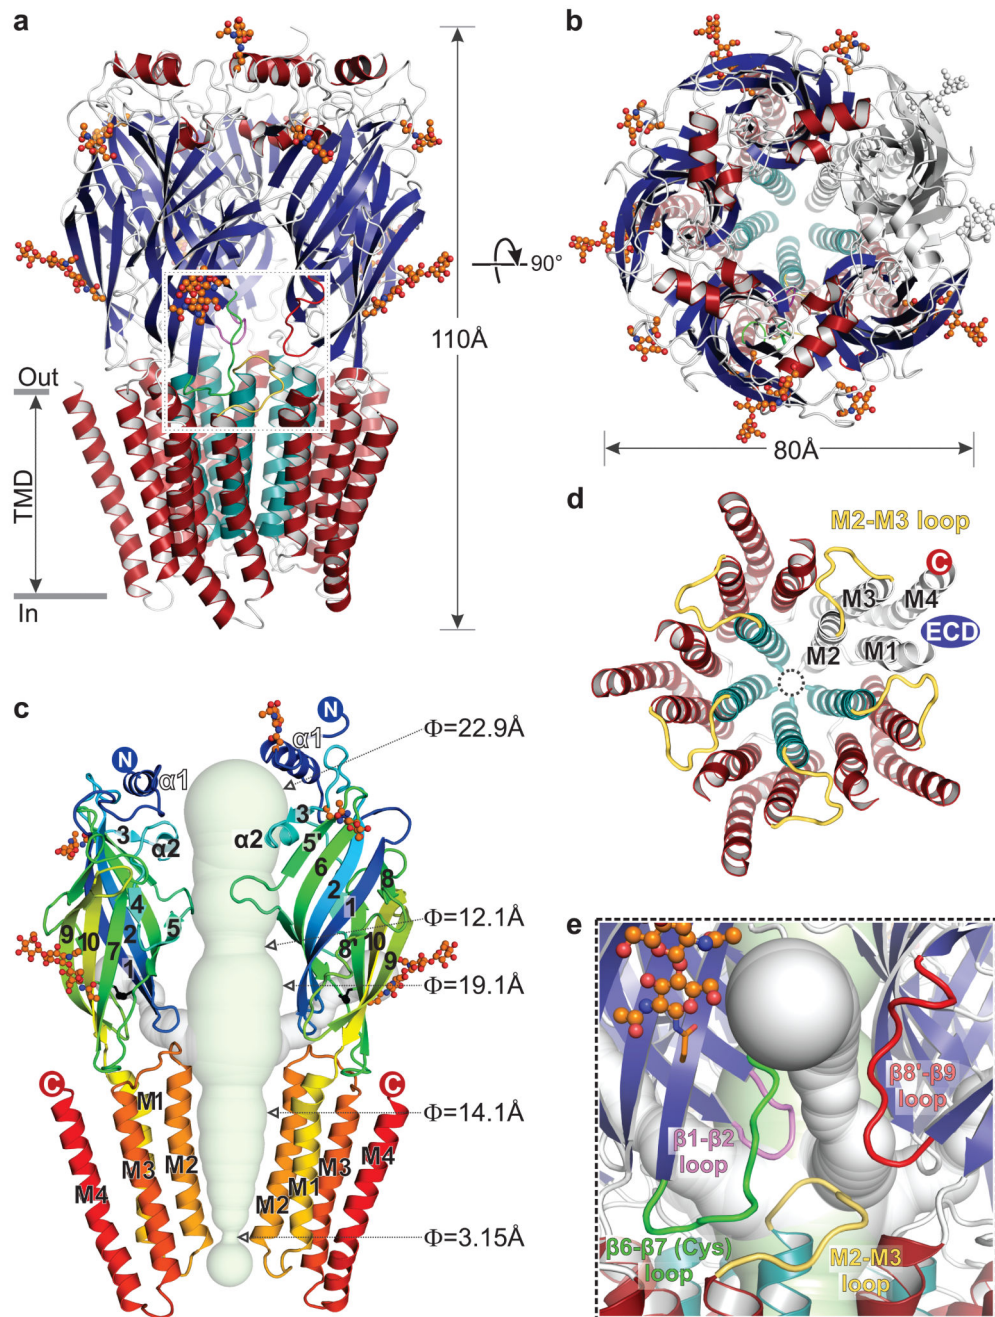 a
110Å
Out
TMD
In
90°
b
80Å
c
N
α1
N
α1
Φ=22.9Å
3
α2
α2
3
5'
6
4
2
1
8
5
2
9
10
7
1
8'
10
9
Φ=12.1Å
Φ=19.1Å
C
C
M1
M3
M2
M4
M2
M1
M3
M4
Φ=14.1Å
Φ=3.15Å
d
M2-M3 loop
C
M3
M4
ECD
M2
M1
e
β8'-β9
loop
β1-β2
loop
β6-β7 (Cys)
loop
M2-M3
loop